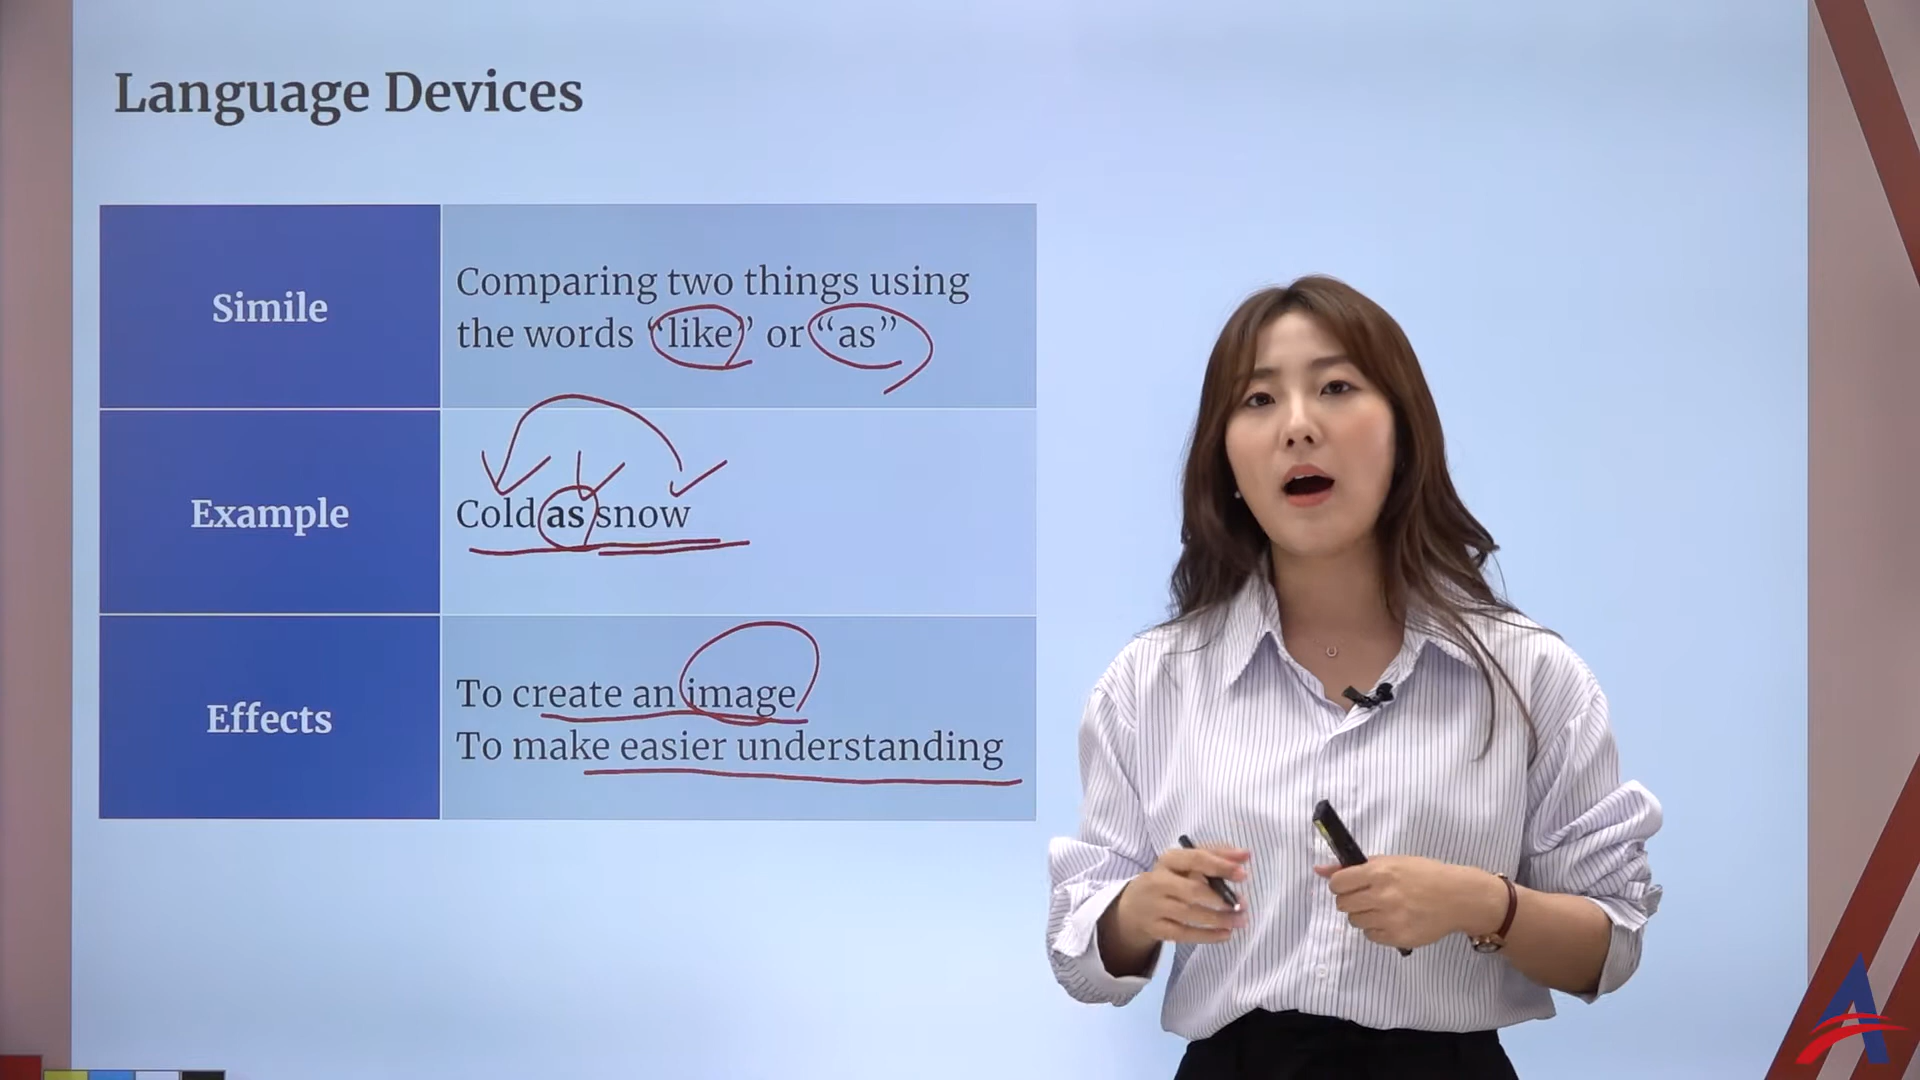 Language Devices
Simile
Comparing two things using
the words “like” or “as”
Example
Cold as snow
Effects
To create an image
To make easier understanding